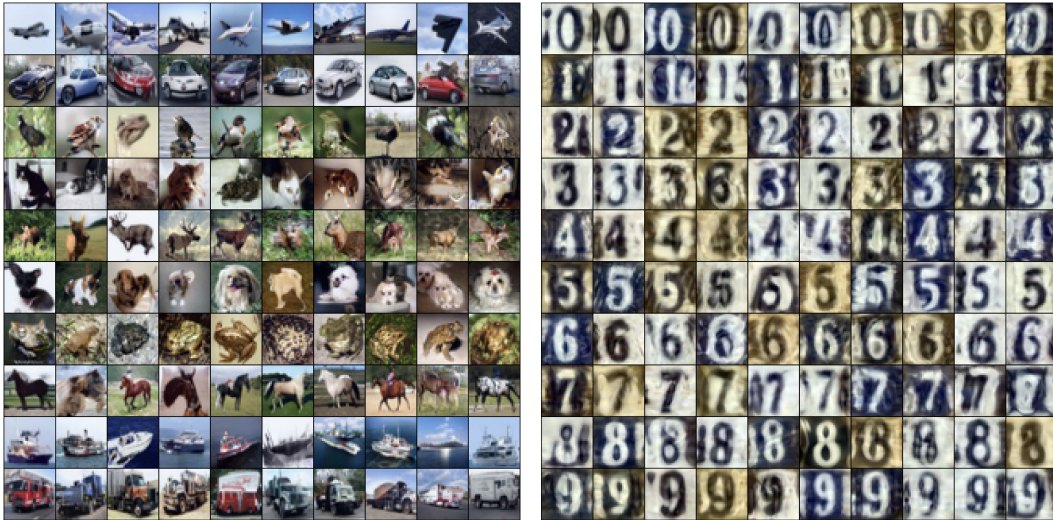 0 0 0 0 0 0 0 0 0 0
1 1 1 1 1 1 1 1 1 1
2 2 2 2 2 2 2 2 2 2
3 3 3 3 3 3 3 3 3
4 4 4 4 4 4 4 4 4 4
5 5 5 5 5 6 5 5 5 5
6 6 6 6 6 6 6 6 6 6
7 7 7 7 7 7 7 7 7 7
8 8 8 8 8 8 8 8 8
9 9 9 9 9 9 9 9 9 9